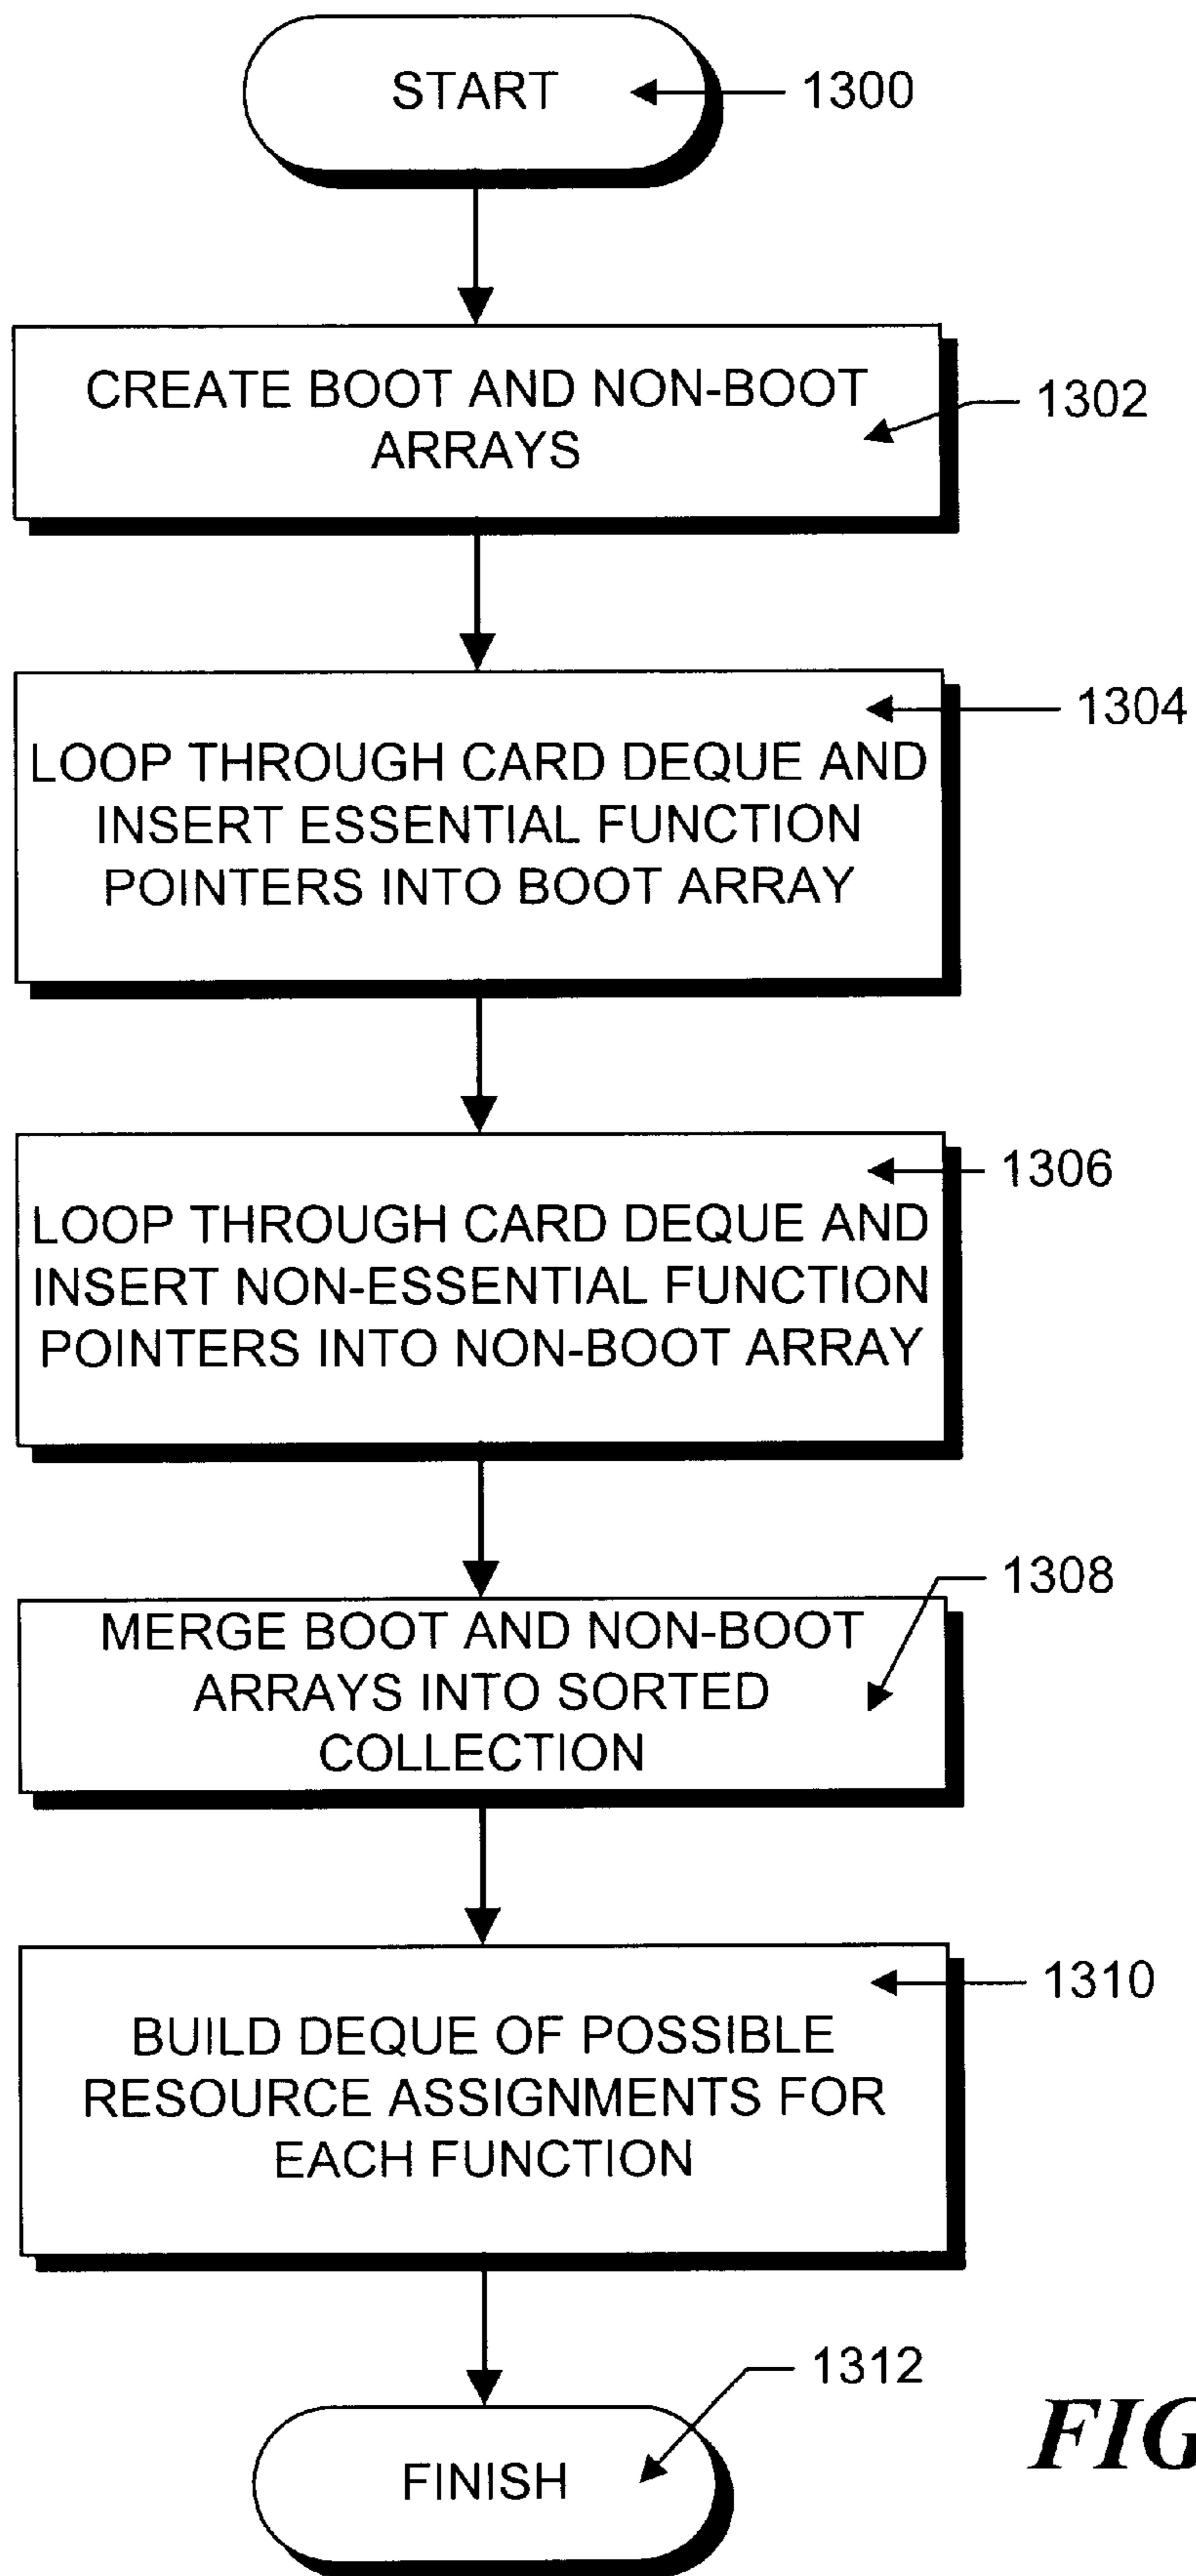 START
1300
CREATE BOOT AND NON-BOOT
ARRAYS
1302
1304
LOOP THROUGH CARD DEQUE AND
INSERT ESSENTIAL FUNCTION
POINTERS INTO BOOT ARRAY
1306
LOOP THROUGH CARD DEQUE AND
INSERT NON-ESSENTIAL FUNCTION
POINTERS INTO NON-BOOT ARRAY
1308
MERGE BOOT AND NON-BOOT
ARRAYS INTO SORTED
COLLECTION
1310
BUILD DEQUE OF POSSIBLE
RESOURCE ASSIGNMENTS FOR
EACH FUNCTION
1312
FINISH
FIG